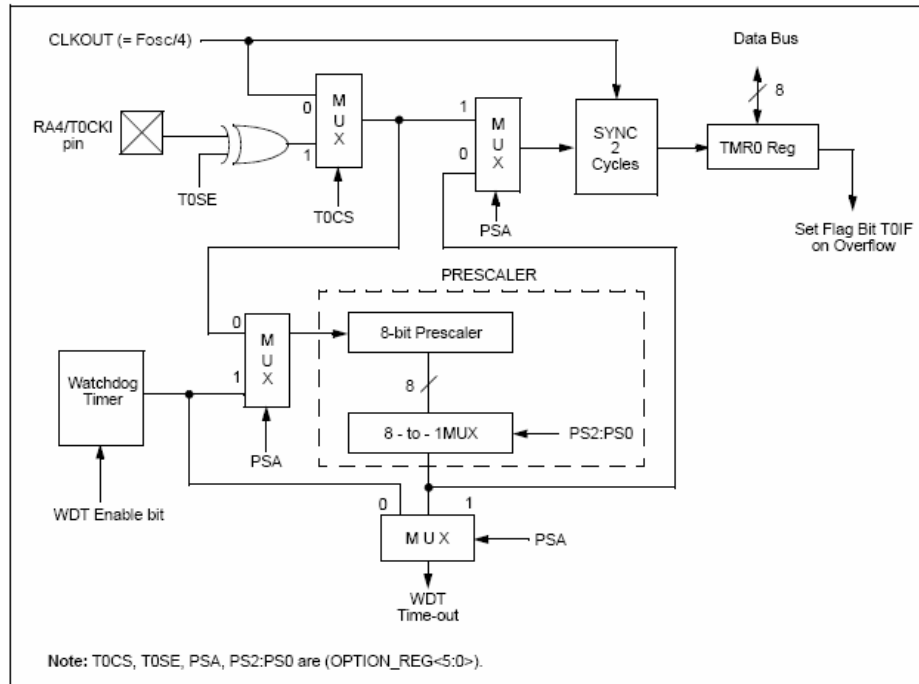 CLKOUT (= Fosc/4)
Data Bus
8
0
M
U
X
1
RA4/T0CKI
pin
T0SE
T0CS
1
0
M
U
X
PSA
SYNC
2
Cycles
TMR0 Reg
Set Flag Bit T0IF
on Overflow
PRESCALER
0
M
U
X
1
8-bit Prescaler
Watchdog
Timer
8
8 - to - 1MUX
PS2:PS0
PSA
WDT Enable bit
0
1
M U X
PSA
WDT
Time-out
Note: T0CS, T0SE, PSA, PS2:PS0 are (OPTION_REG<5:0>).